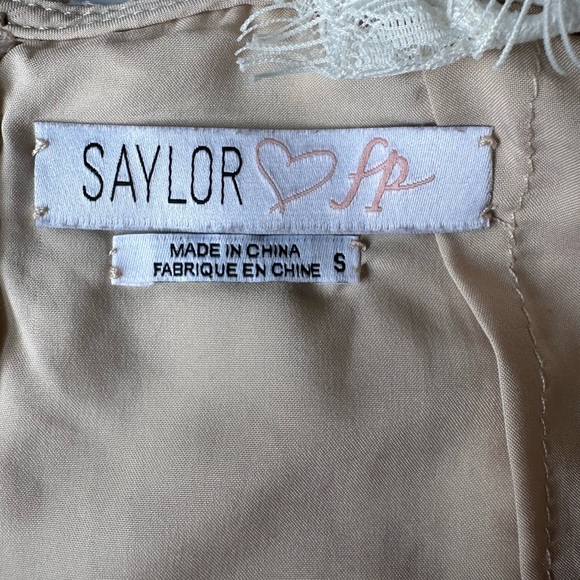 SAYLOR fp
MADE IN CHINA
FABRIQUE EN CHINE S